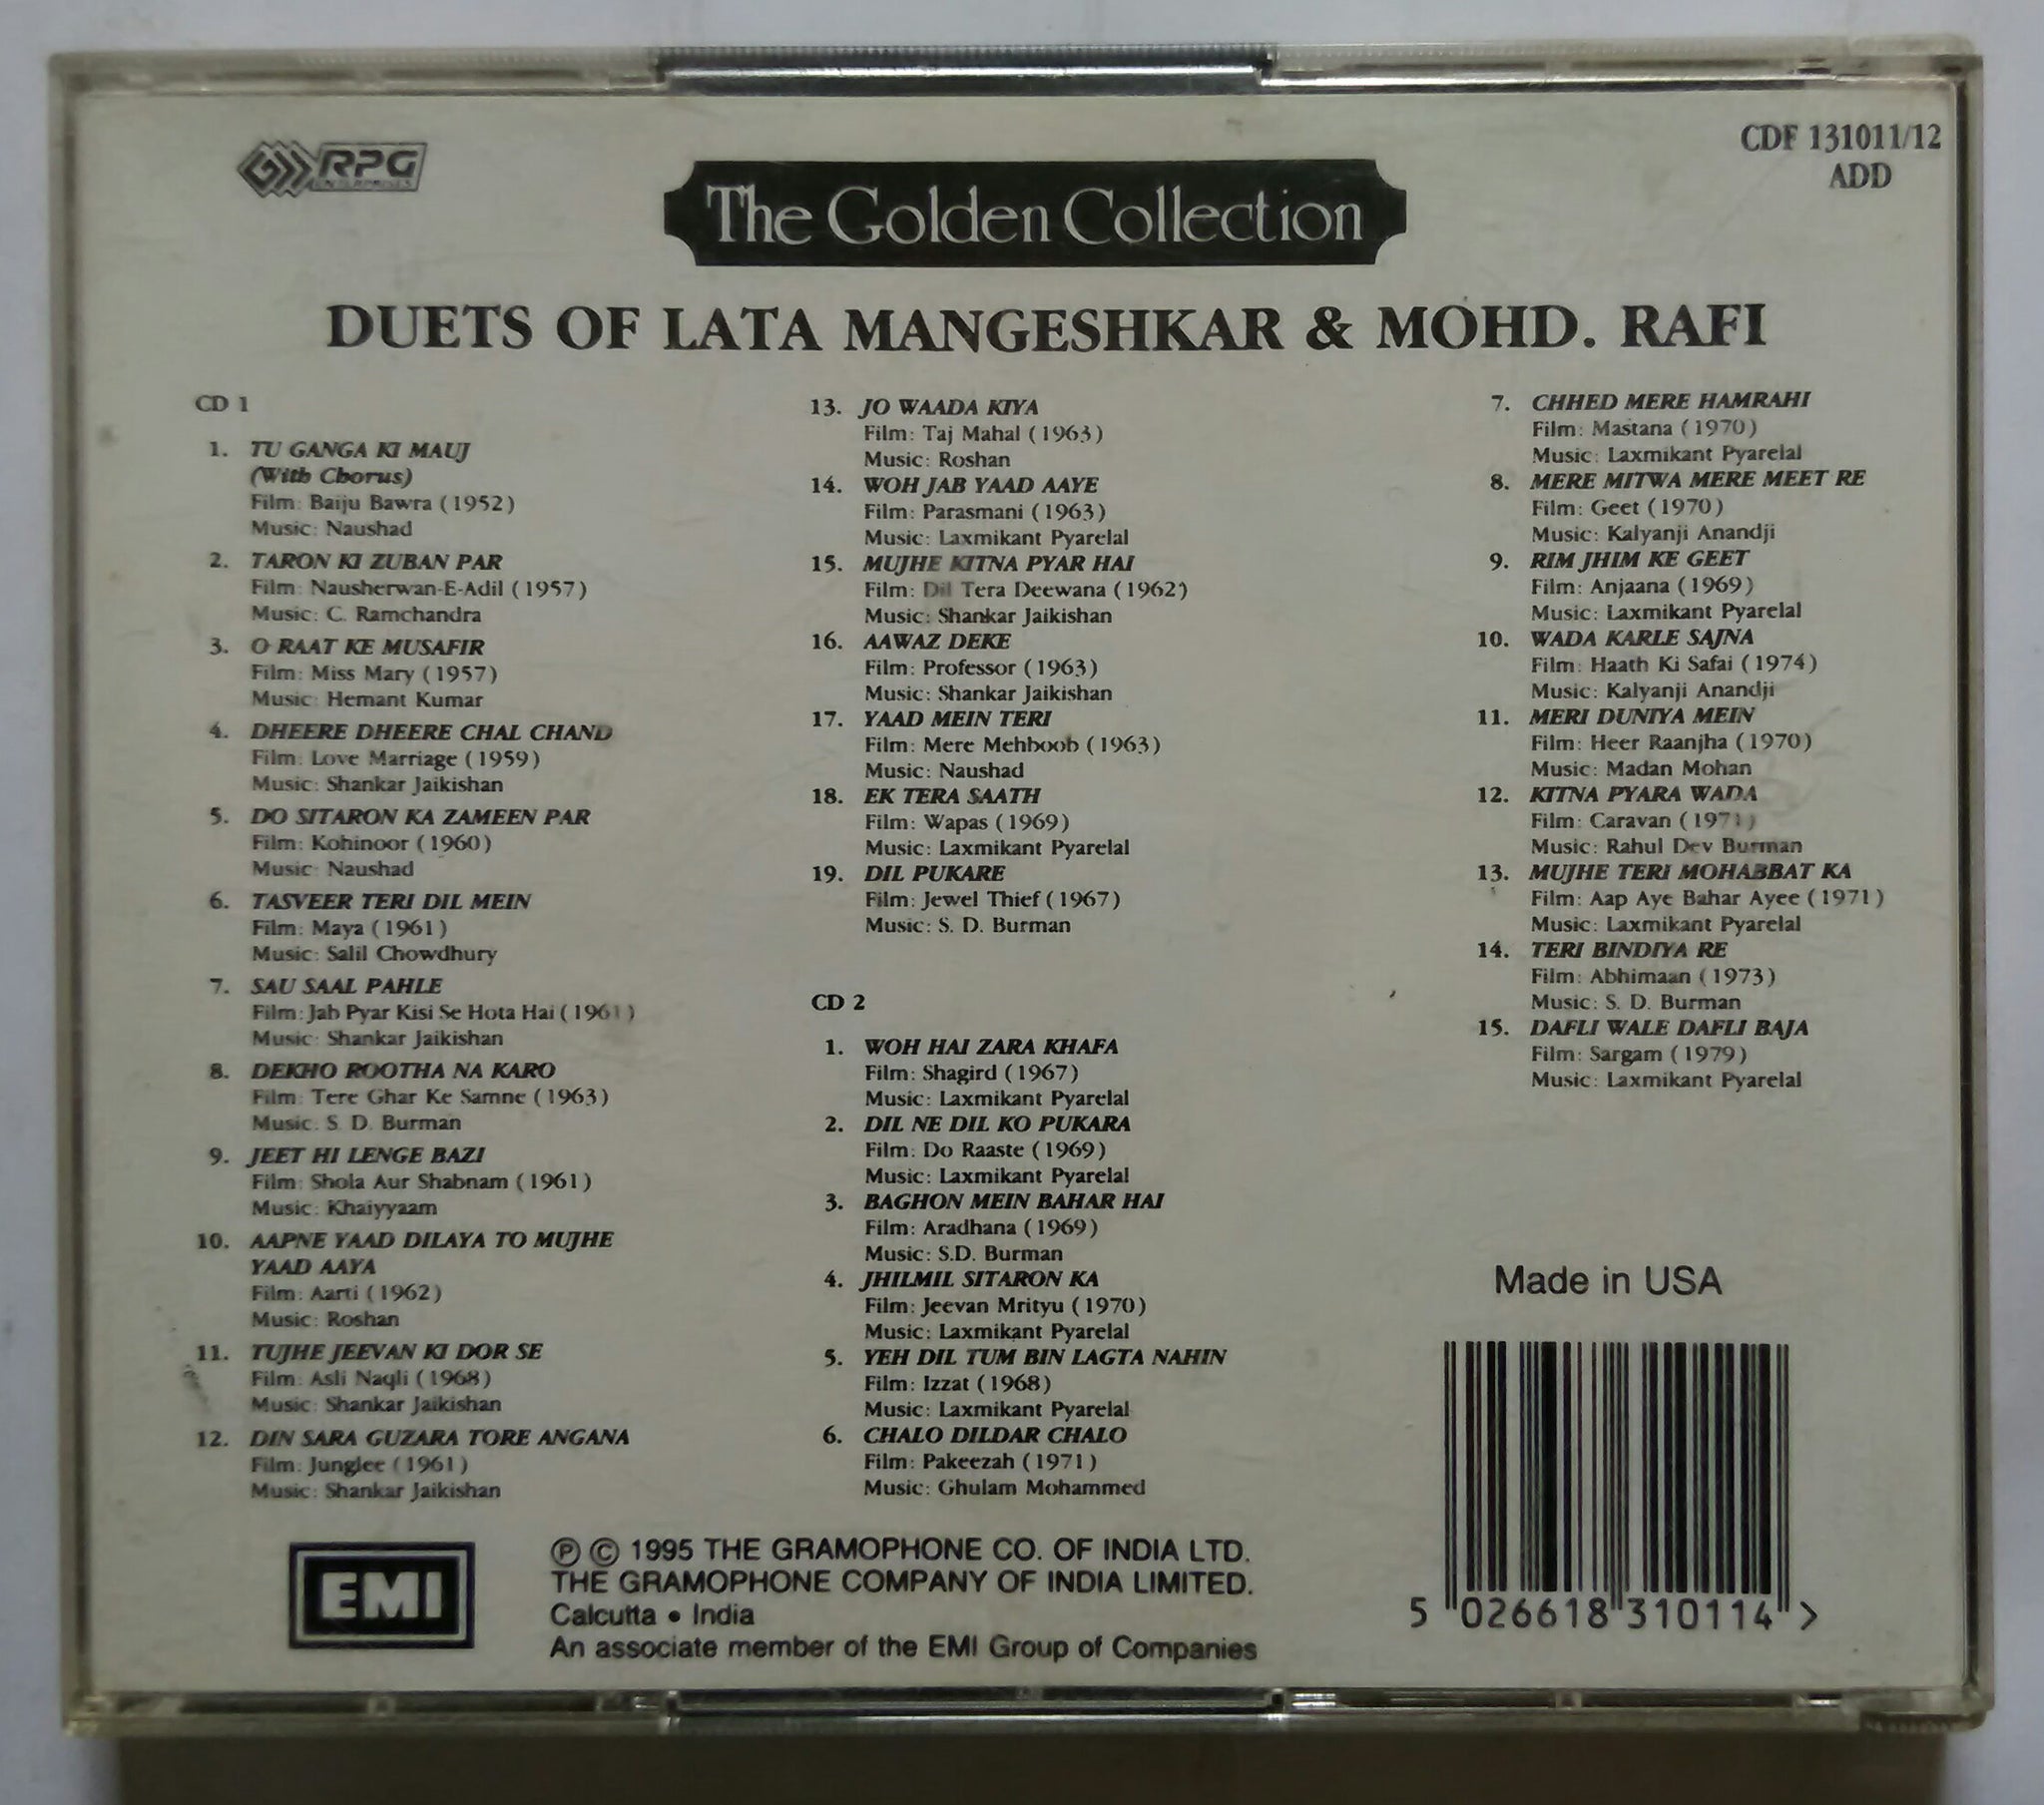 RPG
ENTERPRISES
CDF 131011/12
ADD
The Golden Collection
DUETS OF LATA MANGESHKAR & MOHD. RAFI
CD 1
1. TU GANGA KI MAUJ
(With Chorus)
Film: Baiju Bawra (1952)
Music: Naushad
2. TARON KI ZUBAN PAR
Film: Nausherwan-E-Adil (1957)
Music: C. Ramchandra
3. O RAAT KE MUSAFIR
Film: Miss Mary (1957)
Music: Hemant Kumar
4. DHEERE DHEERE CHAL CHAND
Film: Love Marriage (1959)
Music: Shankar Jaikishan
5. DO SITARON KA ZAMEEN PAR
Film: Kohinoor (1960)
Music: Naushad
6. TASVEER TERI DIL MEIN
Film: Maya (1961)
Music: Salil Chowdhury
7. SAU SAAL PAHLE
Film: Jab Pyar Kisi Se Hota Hai (1961)
Music: Shankar Jaikishan
8. DEKHO ROOTHA NA KARO
Film: Tere Ghar Ke Samne (1963)
Music: S. D. Burman
9. JEET HI LENGE BAZI
Film: Shola Aur Shabnam (1961)
Music: Khaiyyaam
10. AAPNE YAAD DILAYA TO MUJHE
YAAD AAYA
Film: Aarti (1962)
Music: Roshan
11. TUJHE JEEVAN KI DOR SE
Film: Asli Naqli (1968)
Music: Shankar Jaikishan
12. DIN SARA GUZARA TORE ANGANA
Film: Junglee (1961)
Music: Shankar Jaikishan
13. JO WAADA KIYA
Film: Taj Mahal (1963)
Music: Roshan
14. WOH JAB YAAD AAYE
Film: Parasmani (1963)
Music: Laxmikant Pyarelal
15. MUJHE KITNA PYAR HAI
Film: Dil Tera Deewana (1962)
Music: Shankar Jaikishan
16. AAWAZ DEKE
Film: Professor (1963)
Music: Shankar Jaikishan
17. YAAD MEIN TERI
Film: Mere Mehboob (1963)
Music: Naushad
18. EK TERA SAATH
Film: Wapas (1969)
Music: Laxmikant Pyarelal
19. DIL PUKARE
Film: Jewel Thief (1967)
Music: S. D. Burman
CD 2
1. WOH HAI ZARA KHAFA
Film: Shagird (1967)
Music: Laxmikant Pyarelal
2. DIL NE DIL KO PUKARA
Film: Do Raaste (1969)
Music: Laxmikant Pyarelal
3. BAGHON MEIN BAHAR HAI
Film: Aradhana (1969)
Music: S.D. Burman
4. JHILMIL SITARON KA
Film: Jeevan Mrityu (1970)
Music: Laxmikant Pyarelal
5. YEH DIL TUM BIN LAGTA NAHIN
Film: Izzat (1968)
Music: Laxmikant Pyarelal
6. CHALO DILDAR CHALO
Film: Pakeezah (1971)
Music: Ghulam Mohammed
7. CHHED MERE HAMRAHI
Film: Mastana (1970)
Music: Laxmikant Pyarelal
8. MERE MITWA MERE MEET RE
Film: Geet (1970)
Music: Kalyanji Anandji
9. RIM JHIM KE GEET
Film: Anjaana (1969)
Music: Laxmikant Pyarelal
10. WADA KARLE SAJNA
Film: Haath Ki Safai (1974)
Music: Kalyanji Anandji
11. MERI DUNIYA MEIN
Film: Heer Raanjha (1970)
Music: Madan Mohan
12. KITNA PYARA WADA
Film: Caravan (1971)
Music: Rahul Dev Burman
13. MUJHE TERI MOHABBAT KA
Film: Aap Aye Bahar Ayee (1971)
Music: Laxmikant Pyarelal
14. TERI BINDIYA RE
Film: Abhimaan (1973)
Music: S. D. Burman
15. DAFLI WALE DAFLI BAJA
Film: Sargam (1979)
Music: Laxmikant Pyarelal
Made in USA
5 026618 310114 >
EMI
℗ © 1995 THE GRAMOPHONE CO. OF INDIA LTD.
THE GRAMOPHONE COMPANY OF INDIA LIMITED.
Calcutta • India
An associate member of the EMI Group of Companies